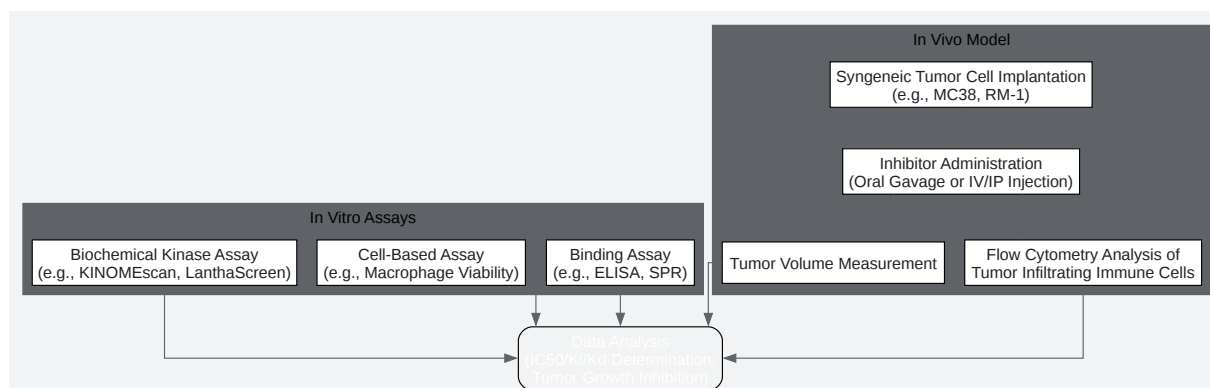 In Vivo Model
Syngeneic Tumor Cell Implantation
(e.g., MC38, RM-1)
Inhibitor Administration
(Oral Gavage or IV/IP Injection)
In Vitro Assays
Biochemical Kinase Assay
(e.g., KINOMEscan, LanthaScreen)
Cell-Based Assay
(e.g., Macrophage Viability)
Binding Assay
(e.g., ELISA, SPR)
Tumor Volume Measurement
Flow Cytometry Analysis of
Tumor Infiltrating Immune Cells
Data Analysis
(IC50/Ki/Kd Determination,
Tumor Growth Inhibition)